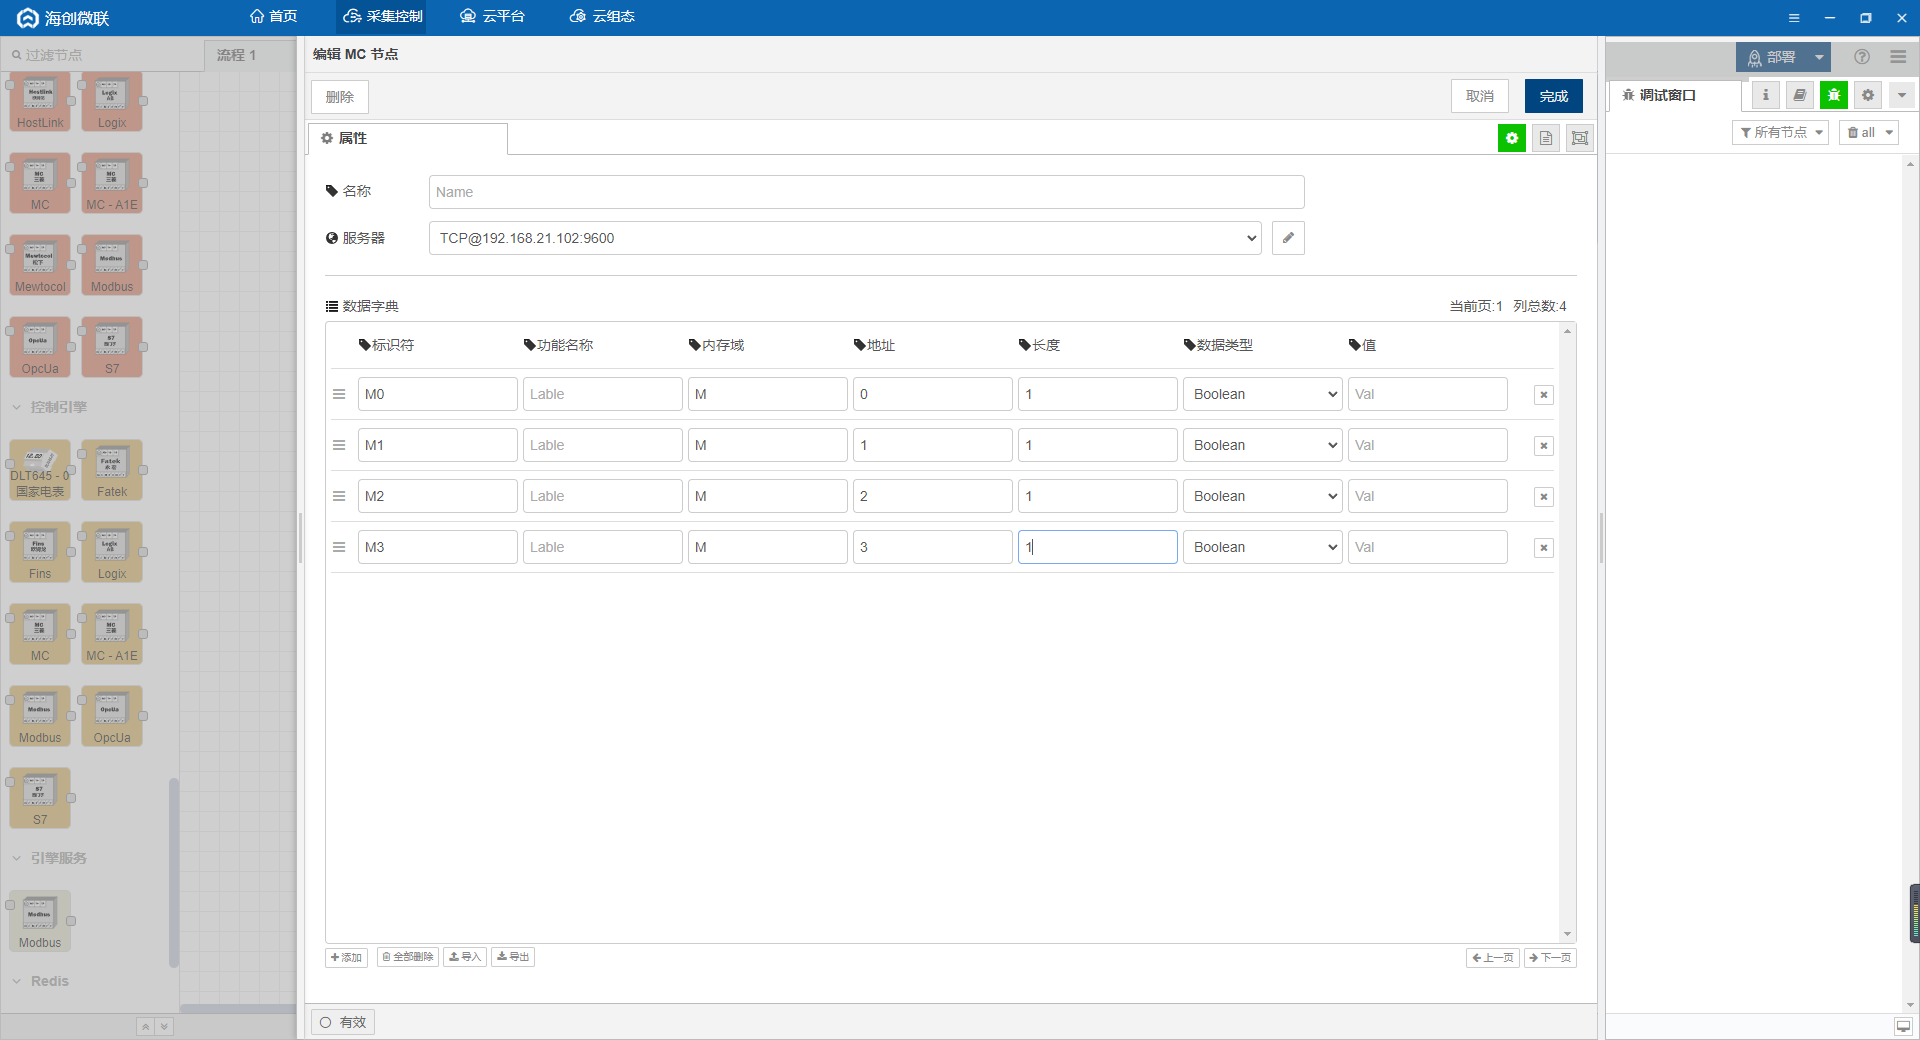 海创微联
首页
采集控制
云平台
云组态
过滤节点
流程 1
编辑 MC 节点
部署
删除
取消
完成
调试窗口
属性
所有节点
all
HostLink
Logix
MC
MC - A1E
Mewtocol
Modbus
OpcUa
S7
控制引擎
DLT645 - 0
国家电表
Fatek
Fins
Logix
MC
MC - A1E
Modbus
OpcUa
S7
引擎服务
Modbus
Redis
名称
Name
服务器
TCP@192.168.21.102:9600
数据字典
当前页:1 列总数:4
标识符 功能名称 内存域 地址 长度 数据类型 值
M0 Lable M 0 1 Boolean Val
M1 Lable M 1 1 Boolean Val
M2 Lable M 2 1 Boolean Val
M3 Lable M 3 1 Boolean Val
添加
全部删除
导入
导出
上一页
下一页
有效